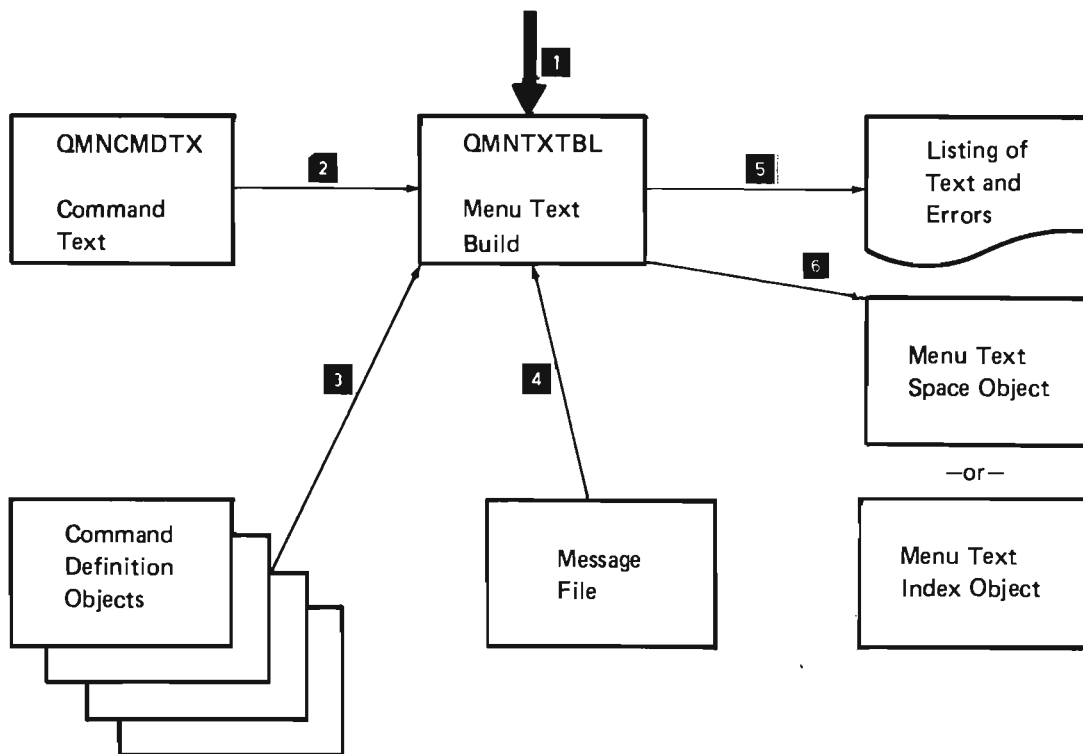 1
QMNCMDTX
Command
Text
2
QMNTXTBL
Menu Text
Build
5
Listing of
Text and
Errors
6
Menu Text
Space Object
—or—
Menu Text
Index Object
3
4
Command
Definition
Objects
Message
File